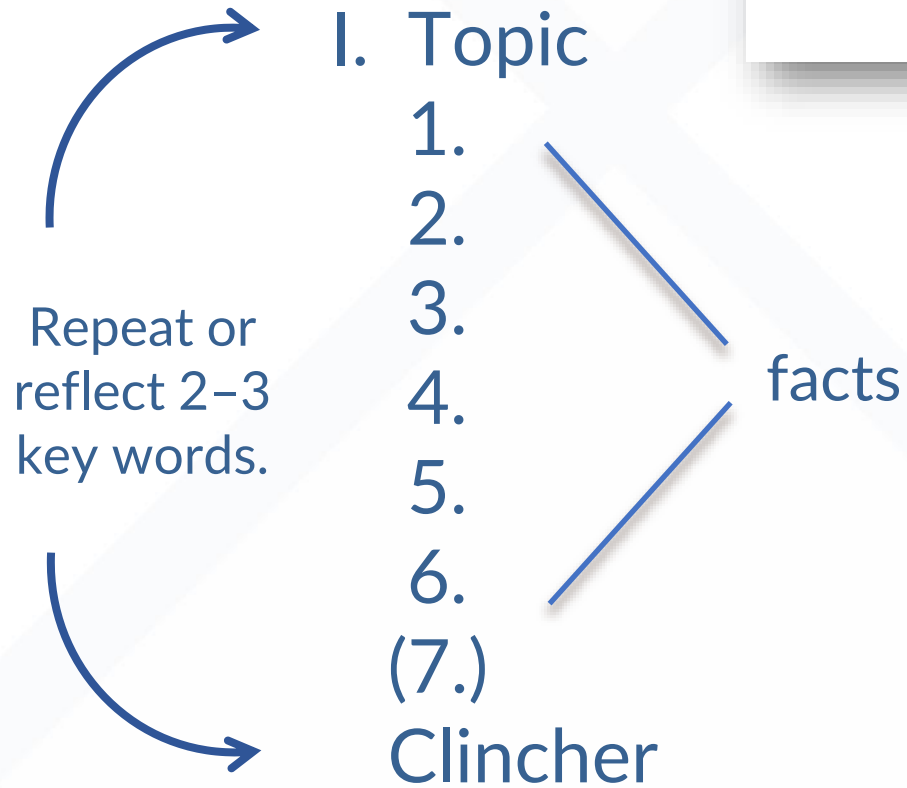 I. Topic
1.
2.
3.
4.
5.
6.
(7.)
Clincher
Repeat or
reflect 2–3
key words.
facts